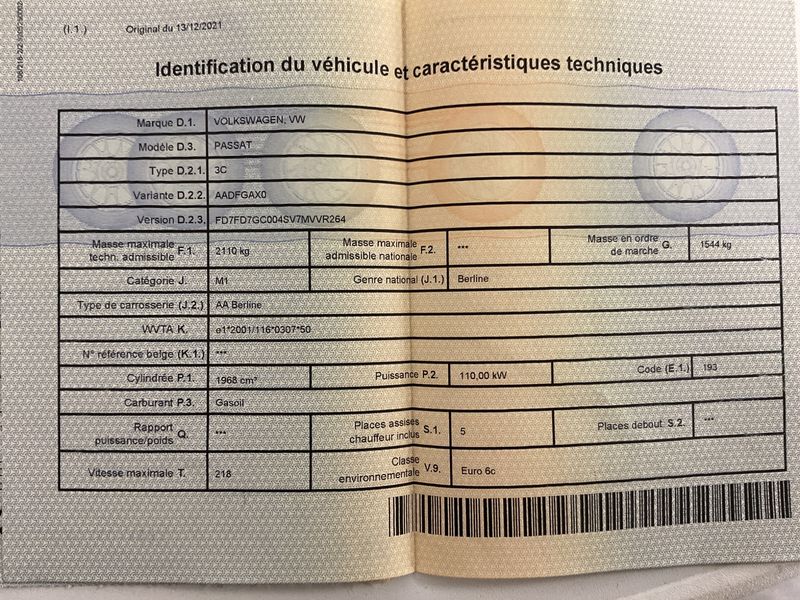 (I.1.) Original du 13/12/2021
Identification du véhicule et caractéristiques techniques
Marque D.1. VOLKSWAGEN, VW
Modèle D.3. PASSAT
Type D.2.1. 3C
Variante D.2.2. AADFGAX0
Version D.2.3. FD7FD7GC004SV7MVVR264
Masse maximale
techn. admissible F.1. 2110 kg
Masse maximale
admissible nationale F.2. ***
Masse en ordre
de marche G. 1544 kg
Catégorie J. M1 Genre national (J.1.) Berline
Type de carrosserie (J.2.) AA Berline
WVTA K. e1*2001/116*0307*50
N° référence belge (K.1.) ***
Cylindrée P.1. 1968 cm³ Puissance P.2. 110,00 kW Code (E.1.) 193
Carburant P.3. Gasoil
Rapport
puissance/poids Q. ***
Places assises
chauffeur inclus S.1. 5
Places debout S.2. ***
Vitesse maximale T. 218
Classe
environnementale V.9. Euro 6c